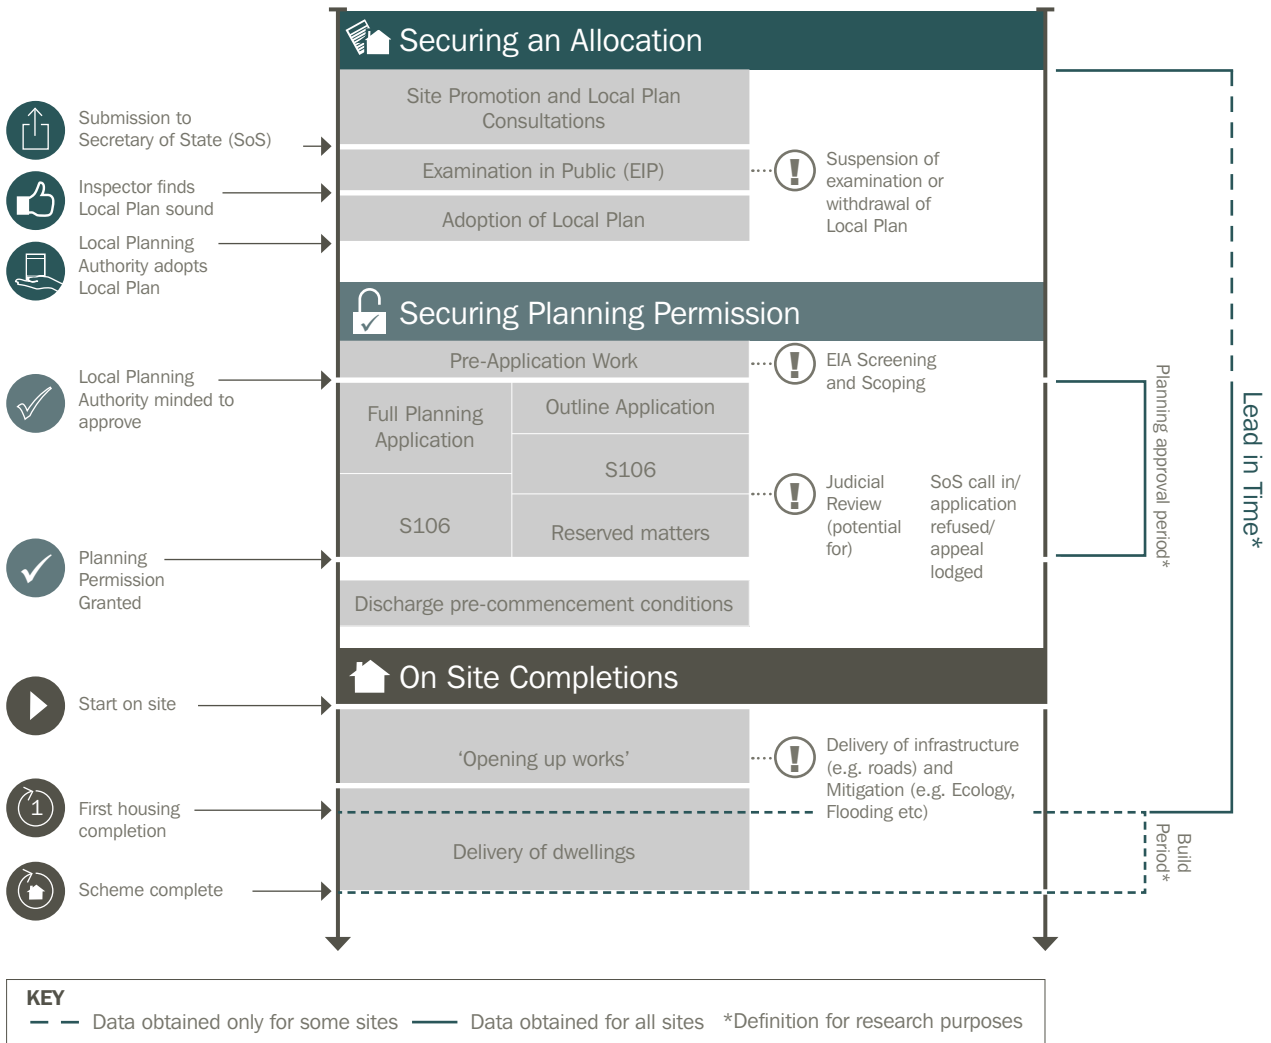 Securing an Allocation
Site Promotion and Local Plan
Consultations
Submission to
Secretary of State (SoS)
Examination in Public (EIP)
Suspension of
examination or
withdrawal of
Local Plan
Inspector finds
Local Plan sound
Adoption of Local Plan
Local Planning
Authority adopts
Local Plan
Securing Planning Permission
Pre-Application Work
EIA Screening
and Scoping
Local Planning
Authority minded to
approve
Full Planning
Application
Outline Application
S106
S106
Reserved matters
Judicial
Review
(potential
for)
SoS call in/
application
refused/
appeal
lodged
Planning approval period*
Lead in Time*
Planning
Permission
Granted
Discharge pre-commencement conditions
On Site Completions
Start on site
‘Opening up works’
Delivery of infrastructure
(e.g. roads) and
Mitigation (e.g. Ecology,
Flooding etc)
1
First housing
completion
Delivery of dwellings
Build
Period*
Scheme complete
KEY
Data obtained only for some sites
Data obtained for all sites
*Definition for research purposes